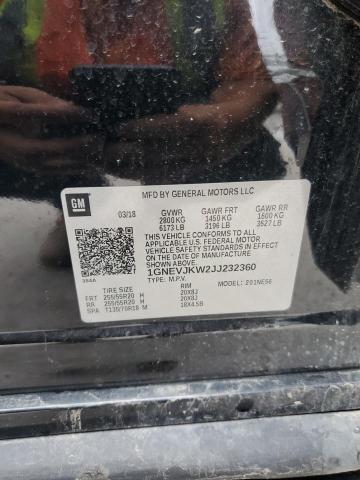 GM
MFD BY GENERAL MOTORS LLC
03/18 GVWR GAWR FRT GAWR RR
2800 KG 1450 KG 1600 KG
6173 LB 3196 LB 3527 LB
THIS VEHICLE CONFORMS TO ALL APPLICABLE
U.S. FEDERAL MOTOR
VEHICLE SAFETY STANDARDS IN EFFECT ON
THE DATE OF MANUFACTURE SHOWN ABOVE.
1GNEVJKW2JJ232360
TYPE: M.P.V. MODEL: E01NE56
384A
TIRE SIZE RIM
FRT 255/55R20 H 20X8J
RR 255/55R20 H 20X8J
SPA T135/70R18 M 18X4.5B